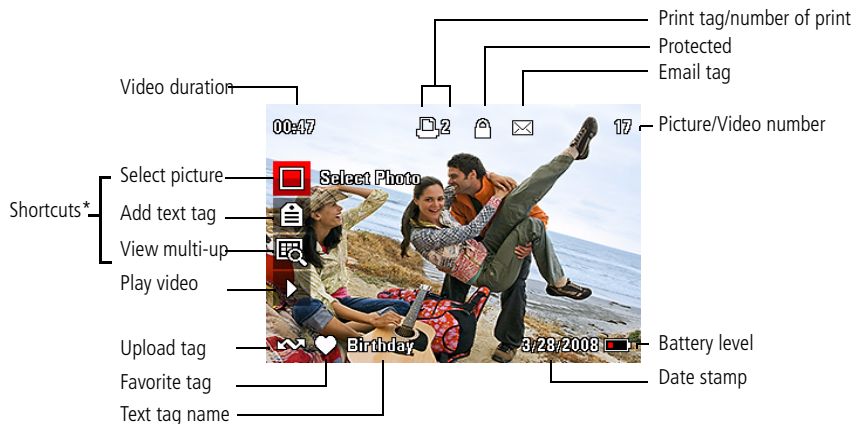 Print tag/number of print
Protected
Email tag
Video duration
00:47
2
17
Picture/Video number
Select picture
Select Photo
Shortcuts*
Add text tag
View multi-up
Play video
Upload tag
Birthday
3/28/2008
Battery level
Favorite tag
Date stamp
Text tag name